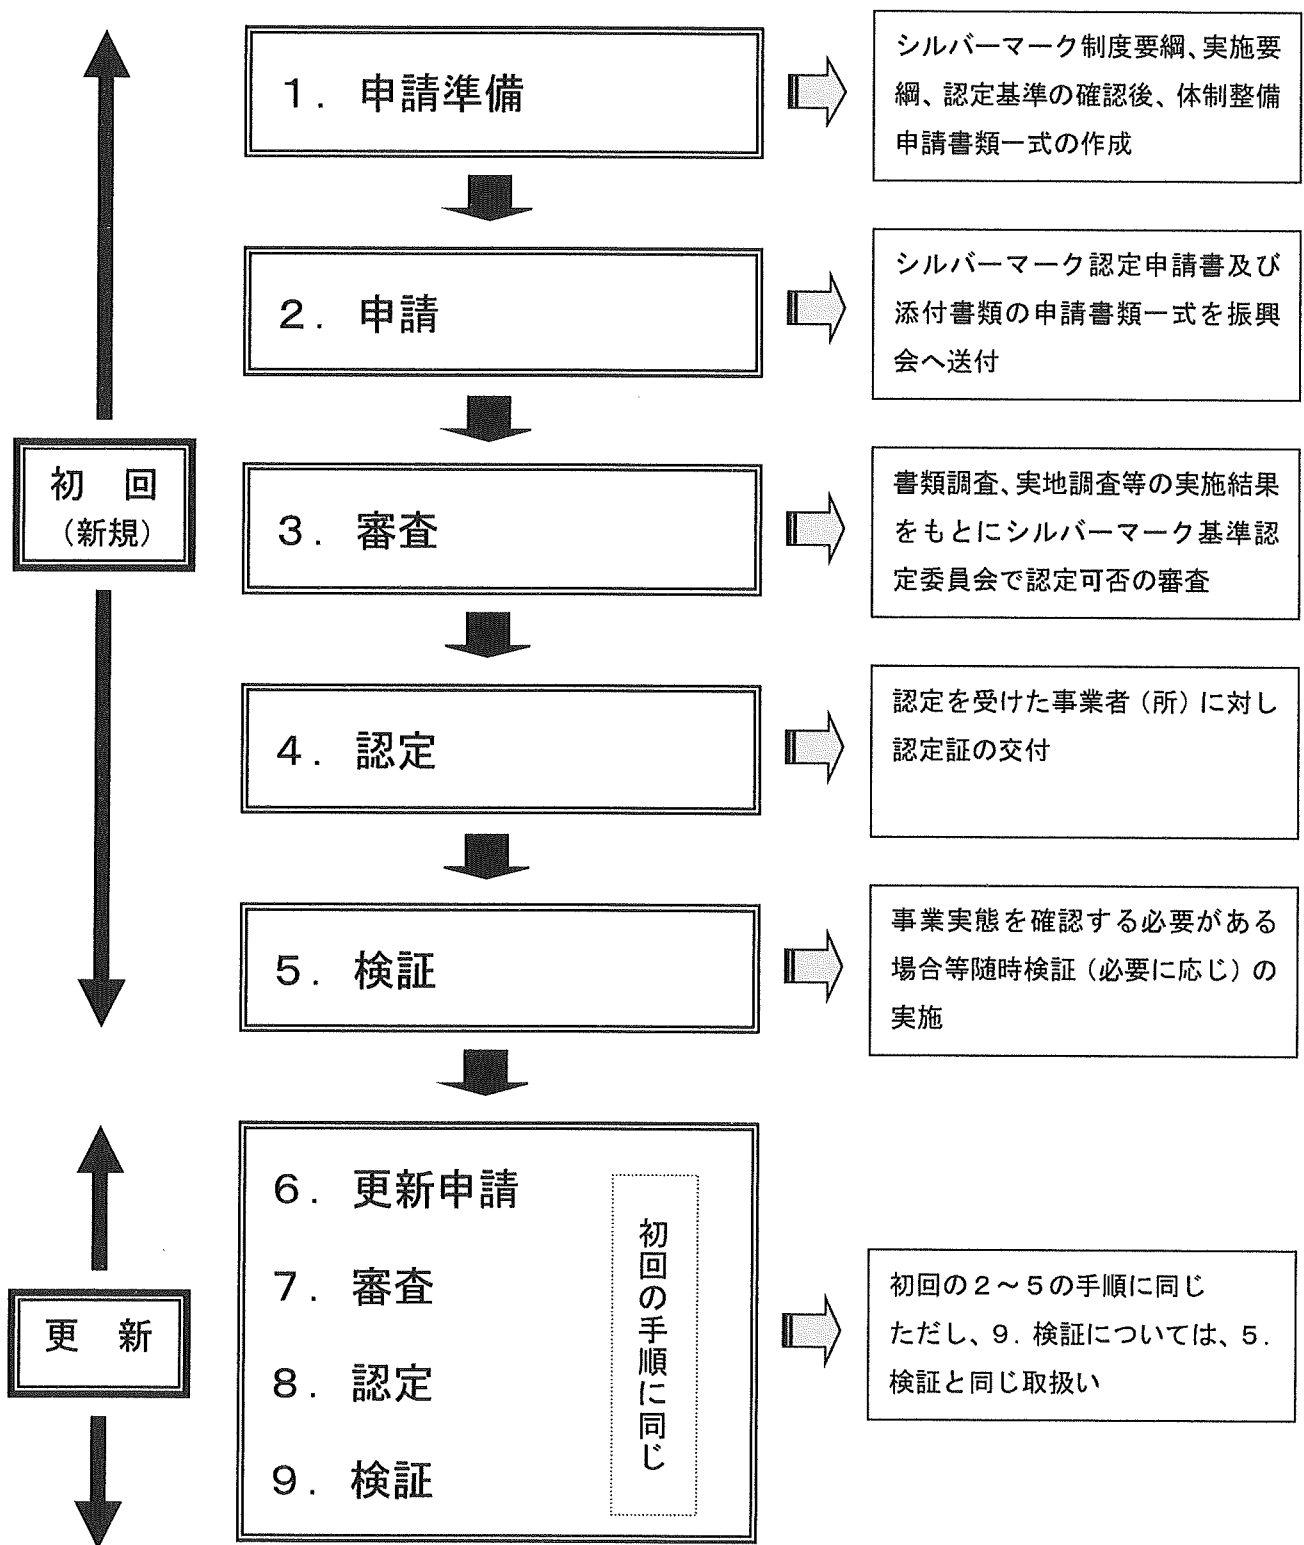 1. 申請準備
シルバーマーク制度要綱、実施要
綱、認定基準の確認後、体制整備
申請書類一式の作成
2. 申請
シルバーマーク認定申請書及び
添付書類の申請書類一式を振興
会へ送付
初　回
(新規)
3. 審査
書類調査、実地調査等の実施結果
をもとにシルバーマーク基準認
定委員会で認定可否の審査
4. 認定
認定を受けた事業者(所)に対し
認定証の交付
5. 検証
事業実態を確認する必要がある
場合等随時検証(必要に応じ)の
実施
更　新
6. 更新申請
7. 審査
8. 認定
9. 検証
初回の手順に同じ
初回の2～5の手順に同じ
ただし、9. 検証については、5.
検証と同じ取扱い